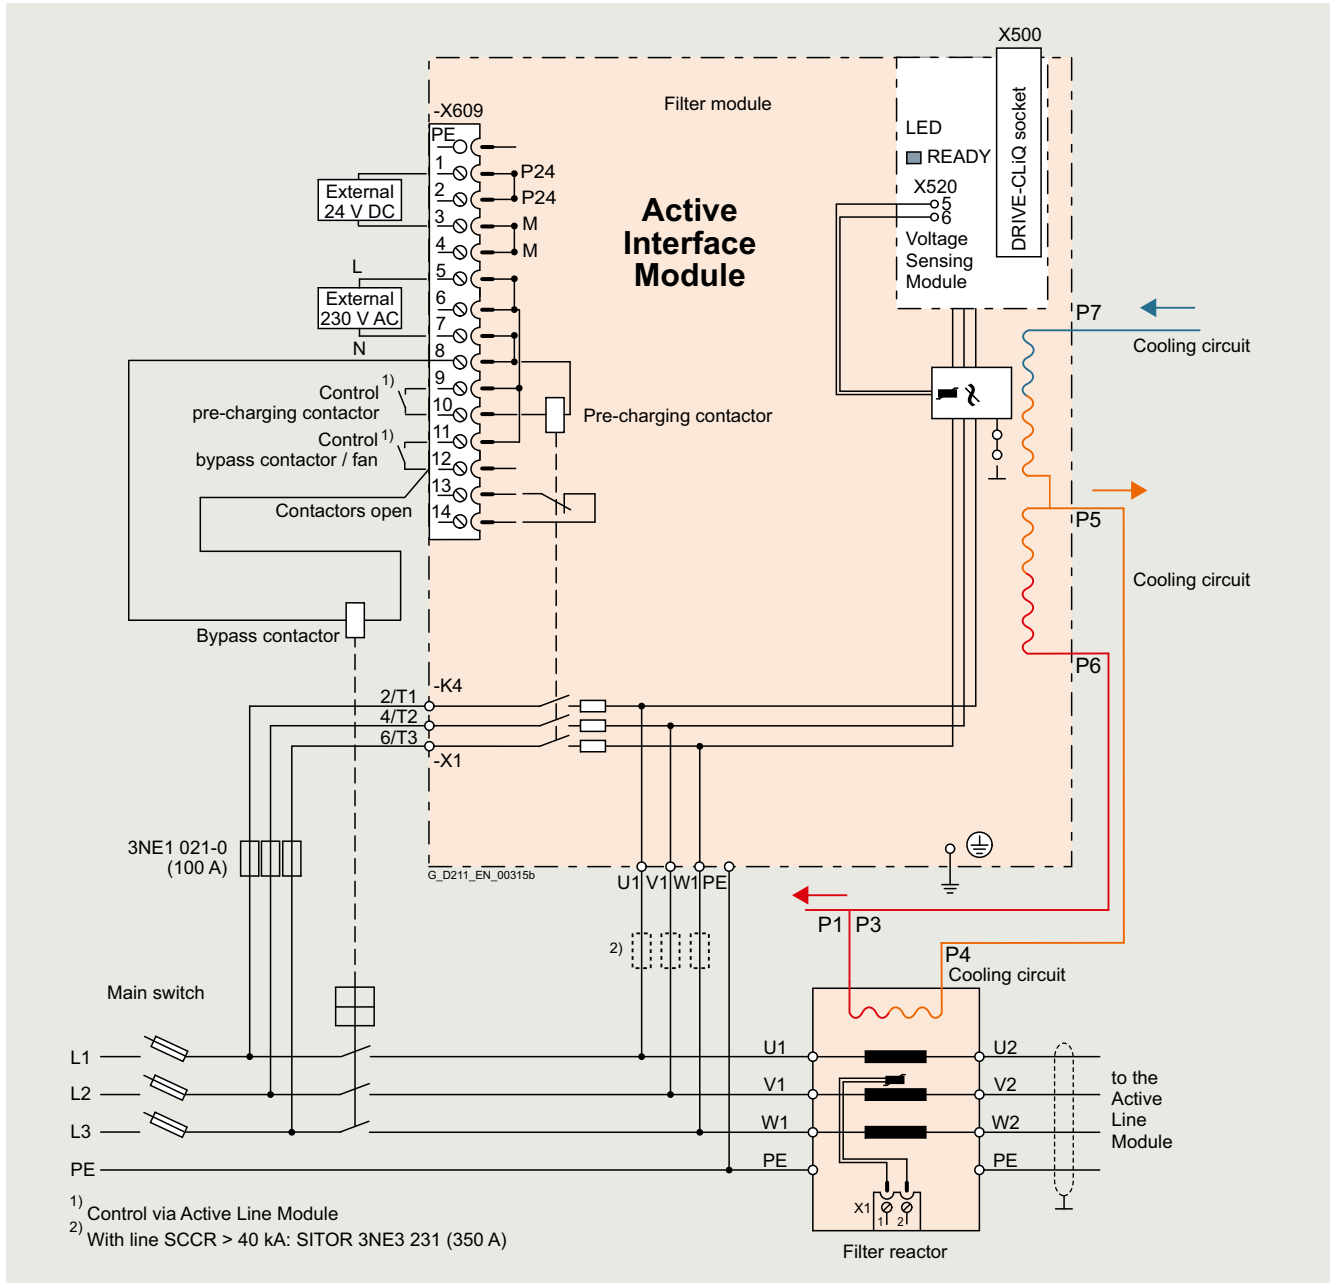 X500
Filter module
DRIVE-CLiQ socket
-X609
PE
LED
READY
1
P24
External
24 V DC
2
P24
X520
5
6
3
M
Active
Interface
Module
4
M
Voltage
Sensing
Module
L
5
External
230 V AC
6
7
N
8
P7
Cooling circuit
9
Control 1)
pre-charging contactor
10
Pre-charging contactor
11
Control 1)
bypass contactor / fan
12
13
Contactors open
14
P5
Cooling circuit
Bypass contactor
P6
-K4
2/T1
4/T2
6/T3
-X1
3NE1 021-0
(100 A)
G_D211_EN_00315b
U1 V1 W1 PE
P1 P3
2)
P4
Cooling circuit
Main switch
L1
U1
U2
L2
V1
V2
L3
W1
W2
PE
PE
PE
to the
Active
Line
Module
X1
1 2
Filter reactor
1) Control via Active Line Module
2) With line SCCR > 40 kA: SITOR 3NE3 231 (350 A)